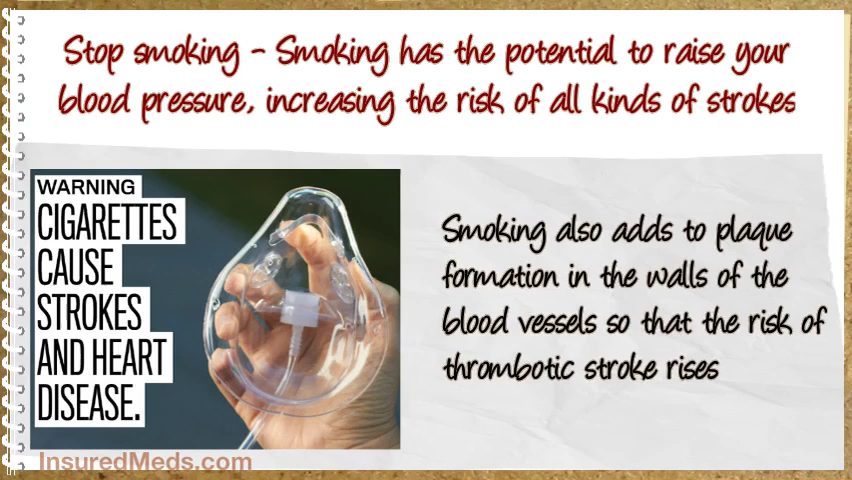 Stop smoking - Smoking has the potential to raise your
blood pressure, increasing the risk of all kinds of strokes
WARNING
CIGARETTES
CAUSE
STROKES
AND HEART
DISEASE.
Smoking also adds to plaque
formation in the walls of the
blood vessels so that the risk of
thrombotic stroke rises
InsuredMeds.com